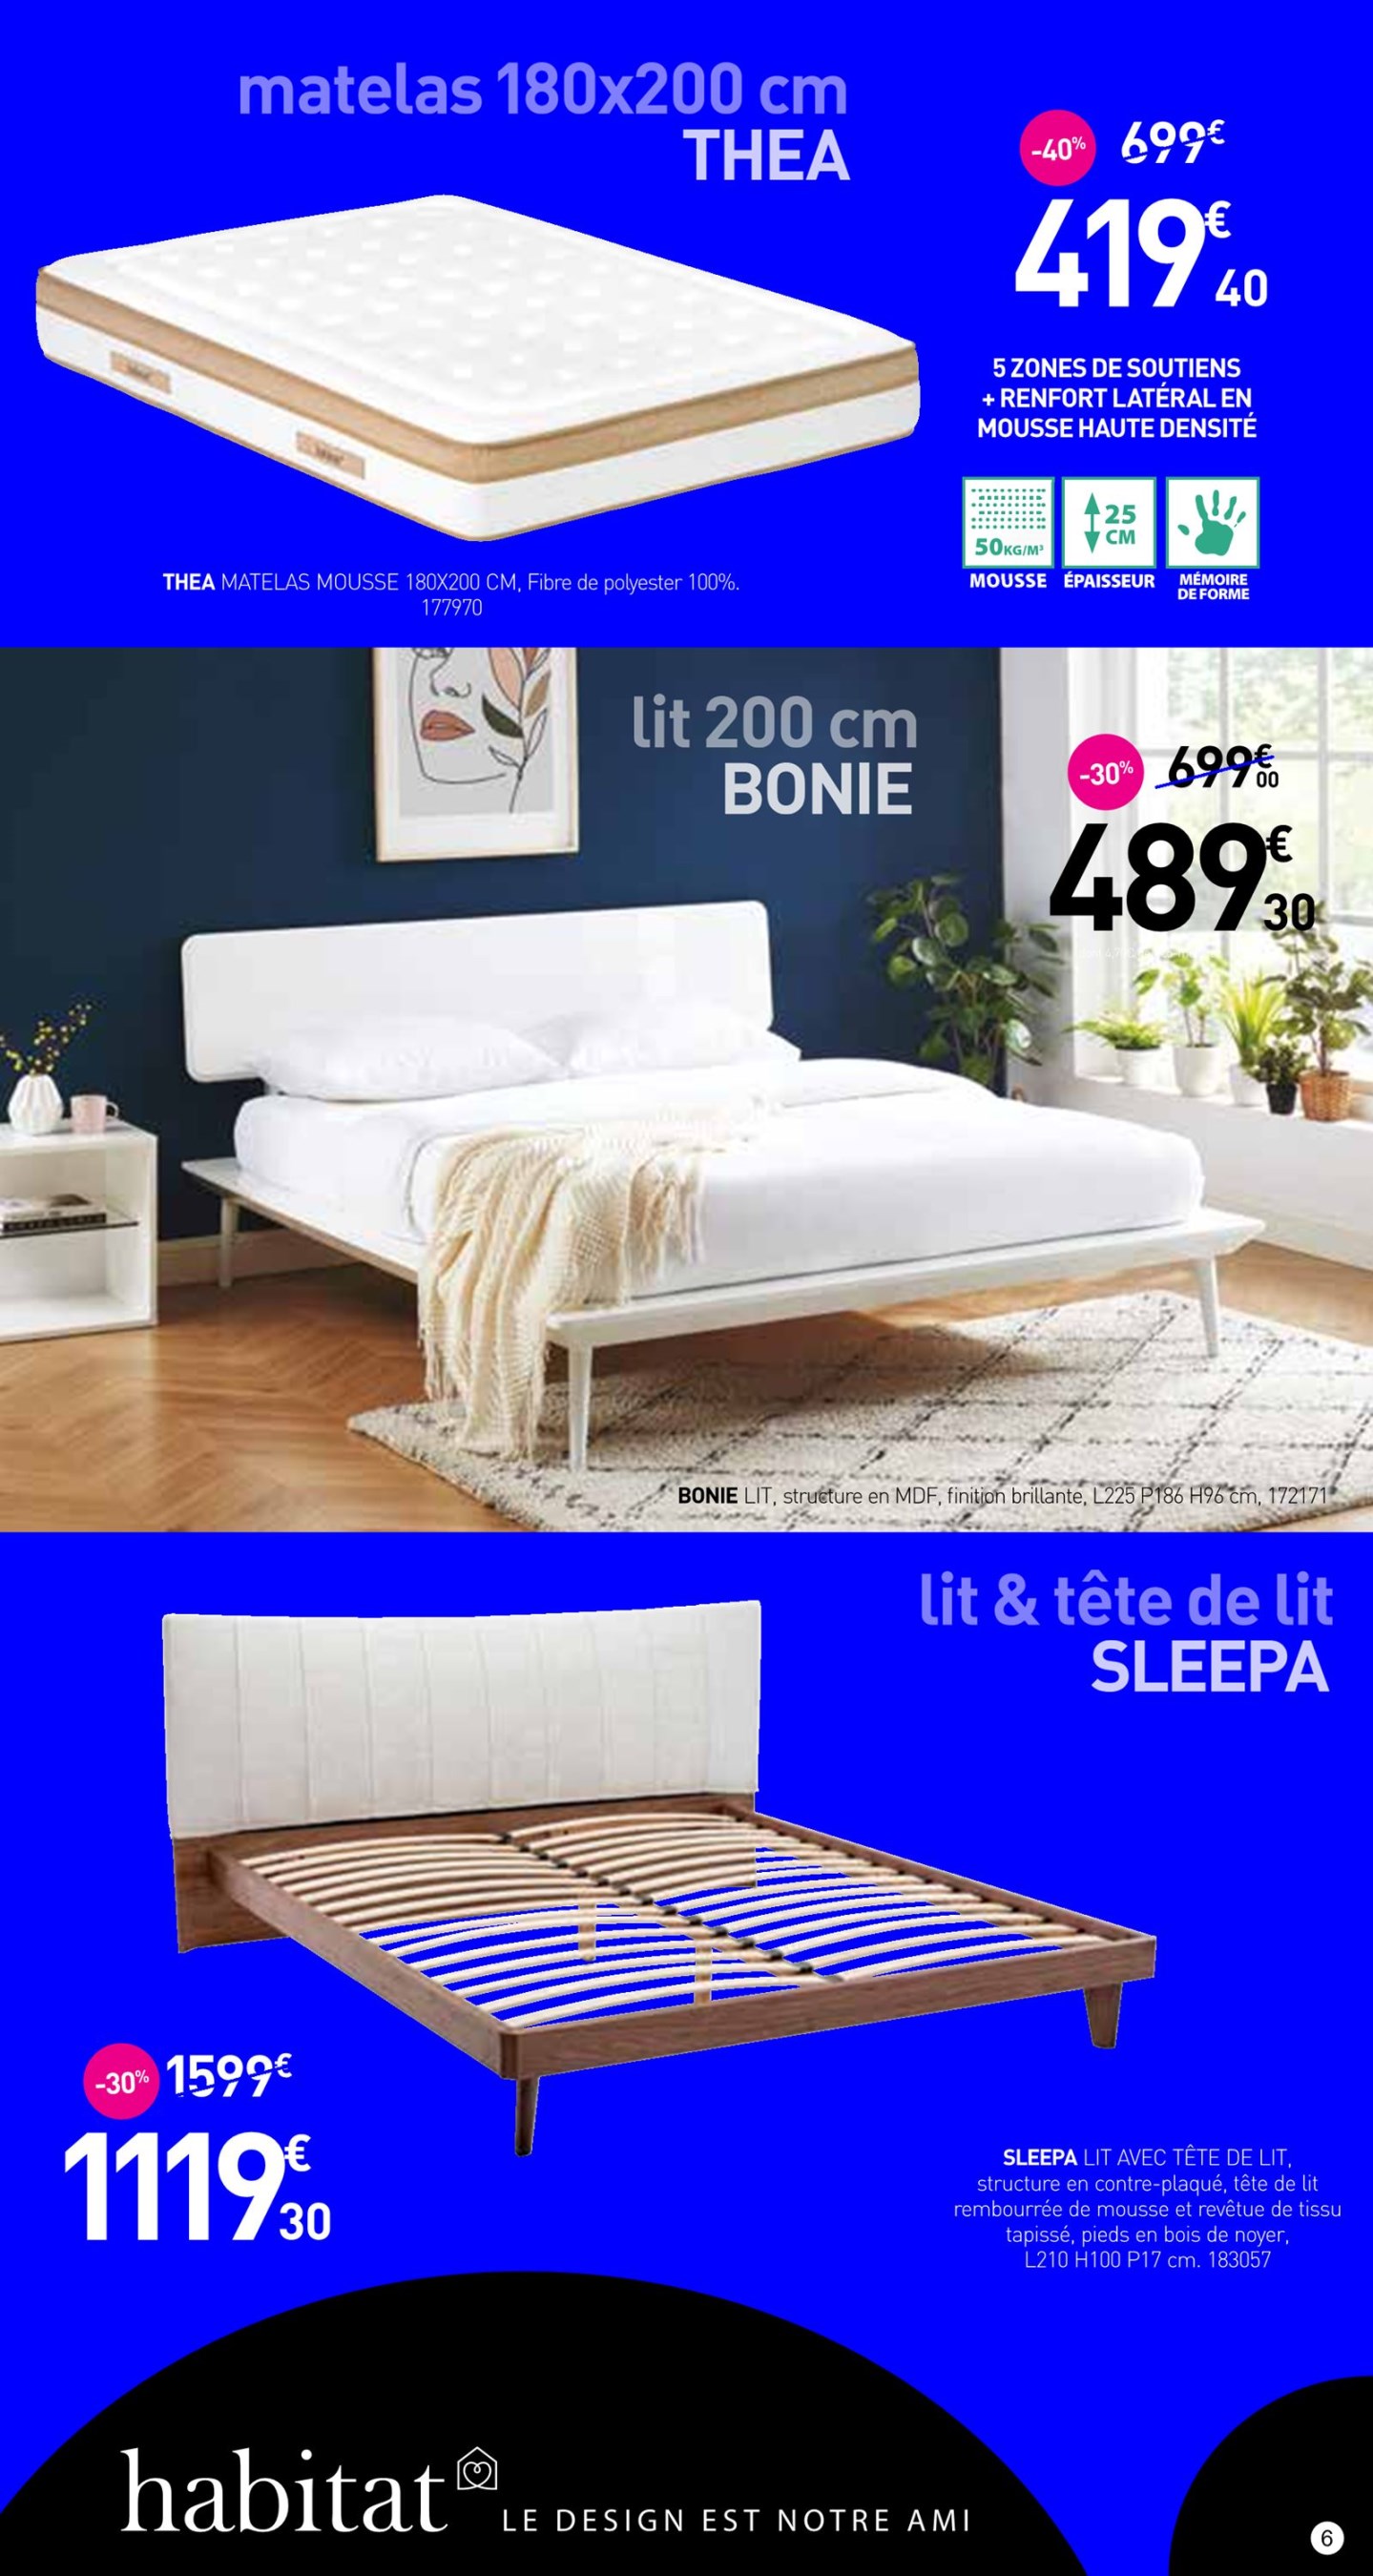 matelas 180x200 cm
THEA
-40% 699€
419€40
5 ZONES DE SOUTIENS
+ RENFORT LATÉRAL EN
MOUSSE HAUTE DENSITÉ
50KG/M³
25
CM
MOUSSE ÉPAISSEUR MÉMOIRE
DE FORME
THEA MATELAS MOUSSE 180X200 CM, Fibre de polyester 100%.
177970
lit 200 cm
BONIE
-30% 699€00
489€30
BONIE LIT, structure en MDF, finition brillante, L225 P186 H96 cm, 172171
lit & tête de lit
SLEEPA
-30% 1599€
1119€30
SLEEPA LIT AVEC TÊTE DE LIT,
structure en contre-plaqué, tête de lit
rembourrée de mousse et revêtue de tissu
tapissé, pieds en bois de noyer,
L210 H100 P17 cm. 183057
habitat
LE DESIGN EST NOTRE AMI
6